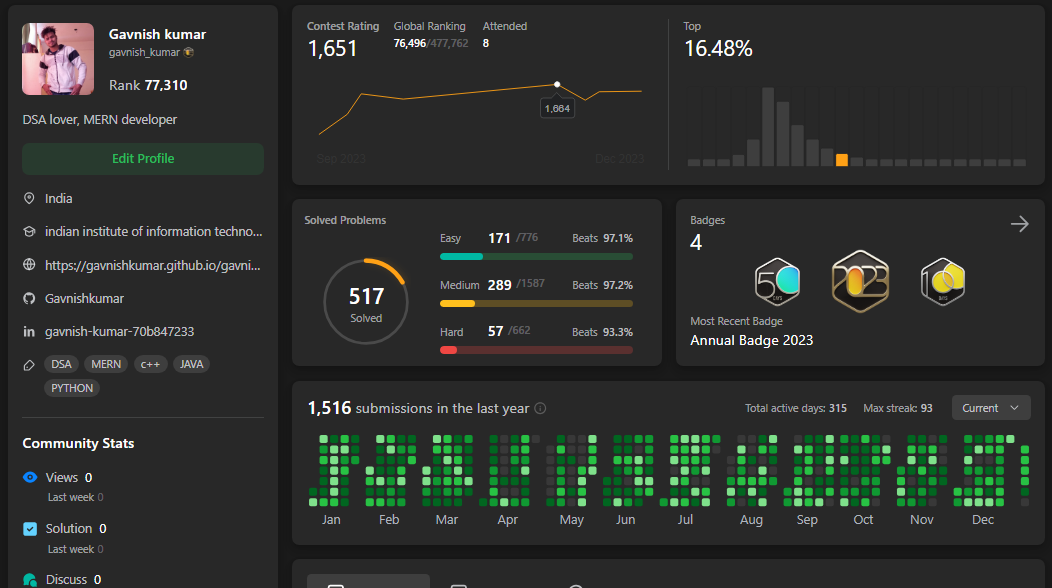 Gavnish kumar
gavnish_kumar
Rank 77,310
DSA lover, MERN developer
Edit Profile
India
indian institute of information techno...
https://gavnishkumar.github.io/gavni...
Gavnishkumar
gavnish-kumar-70b847233
DSA MERN c++ JAVA
PYTHON
Community Stats
Views 0
Last week 0
Solution 0
Last week 0
Discuss 0
Contest Rating Global Ranking Attended
1,651 76,496/477,762 8
1,664
Sep 2023 Dec 2023
Top
16.48%
Solved Problems
517
Solved
Easy 171 /776 Beats 97.1%
Medium 289 /1587 Beats 97.2%
Hard 57 /662 Beats 93.3%
Badges
4
50 2023 100
Most Recent Badge
Annual Badge 2023
1,516 submissions in the last year Total active days: 315 Max streak: 93 Current
Jan Feb Mar Apr May Jun Jul Aug Sep Oct Nov Dec